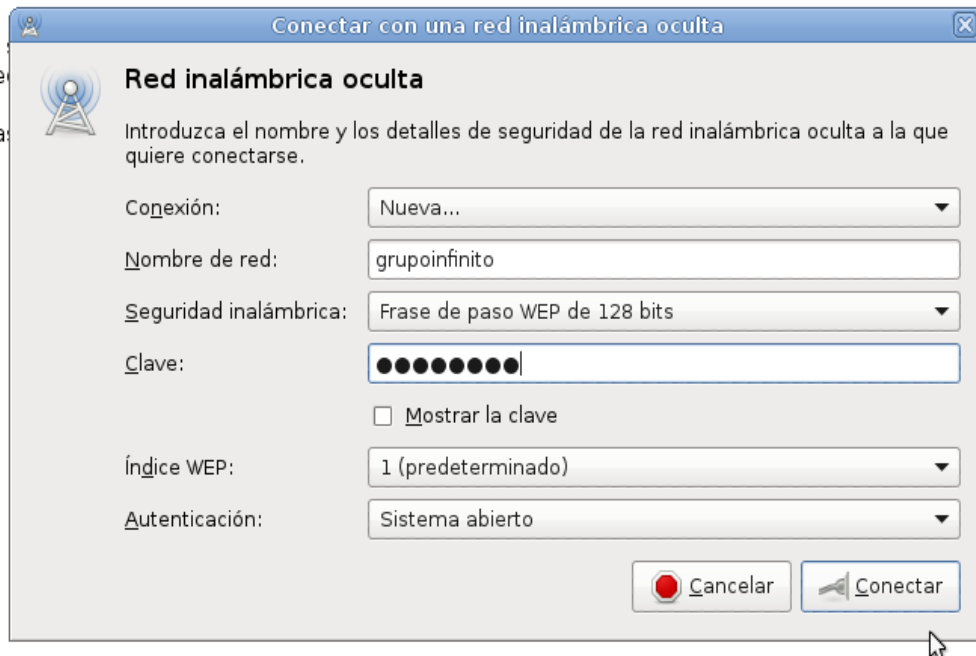 Conectar con una red inalámbrica oculta
Red inalámbrica oculta
Introduzca el nombre y los detalles de seguridad de la red inalámbrica oculta a la que
quiere conectarse.
Conexión: Nueva...
Nombre de red: grupoinfinito
Seguridad inalámbrica: Frase de paso WEP de 128 bits
Clave: ●●●●●●●●
Mostrar la clave
Índice WEP: 1 (predeterminado)
Autenticación: Sistema abierto
Cancelar Conectar